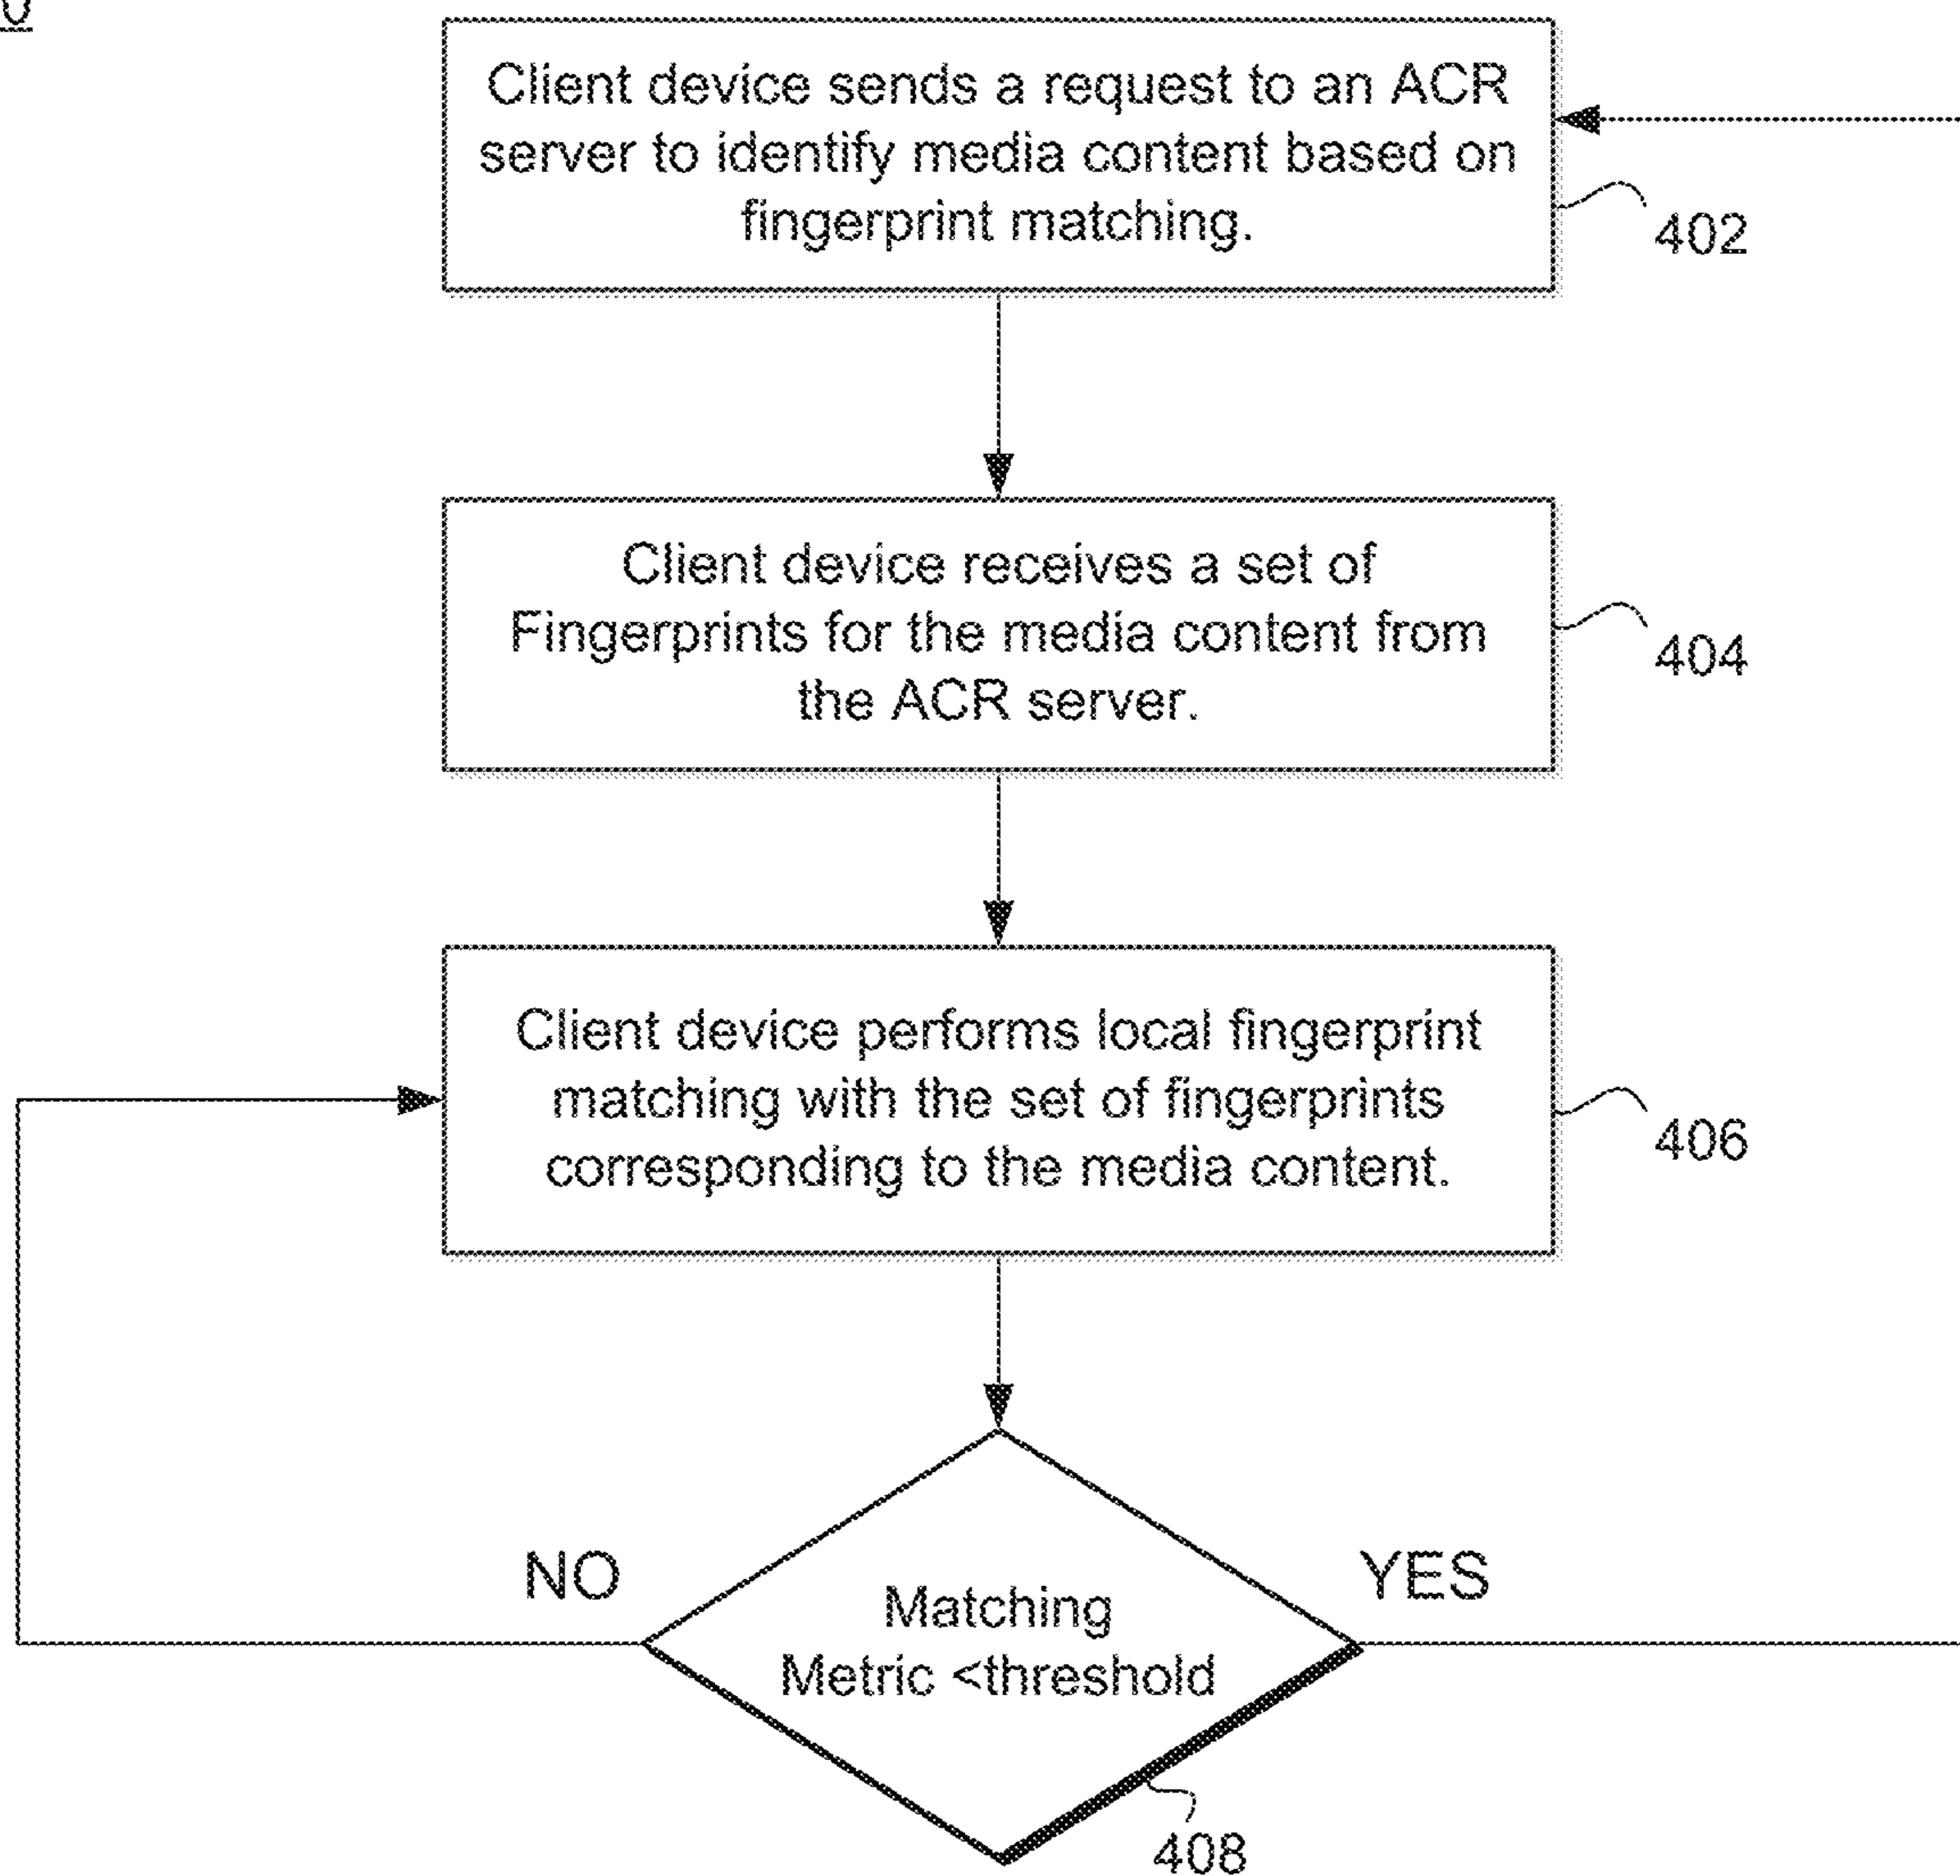 0
Client device sends a request to an ACR
server to identify media content based on
fingerprint matching.
402
Client device receives a set of
Fingerprints for the media content from
the ACR server.
404
Client device performs local fingerprint
matching with the set of fingerprints
corresponding to the media content.
406
NO
YES
Matching
Metric <threshold
408